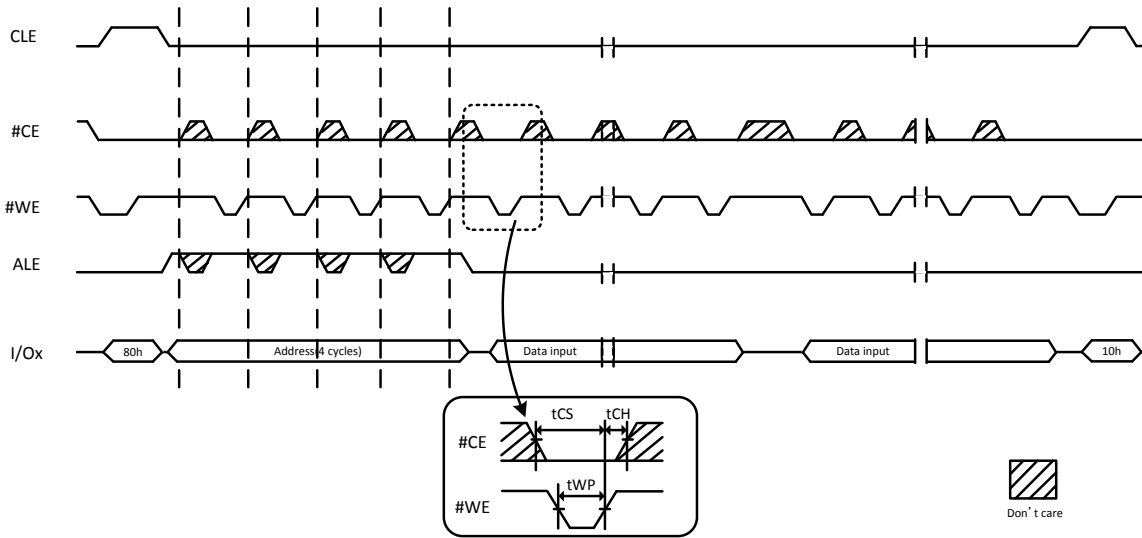 CLE
#CE
#WE
ALE
I/Ox
80h
Address(4 cycles)
Data input
Data input
10h
tCS
tCH
#CE
tWP
#WE
Don't care